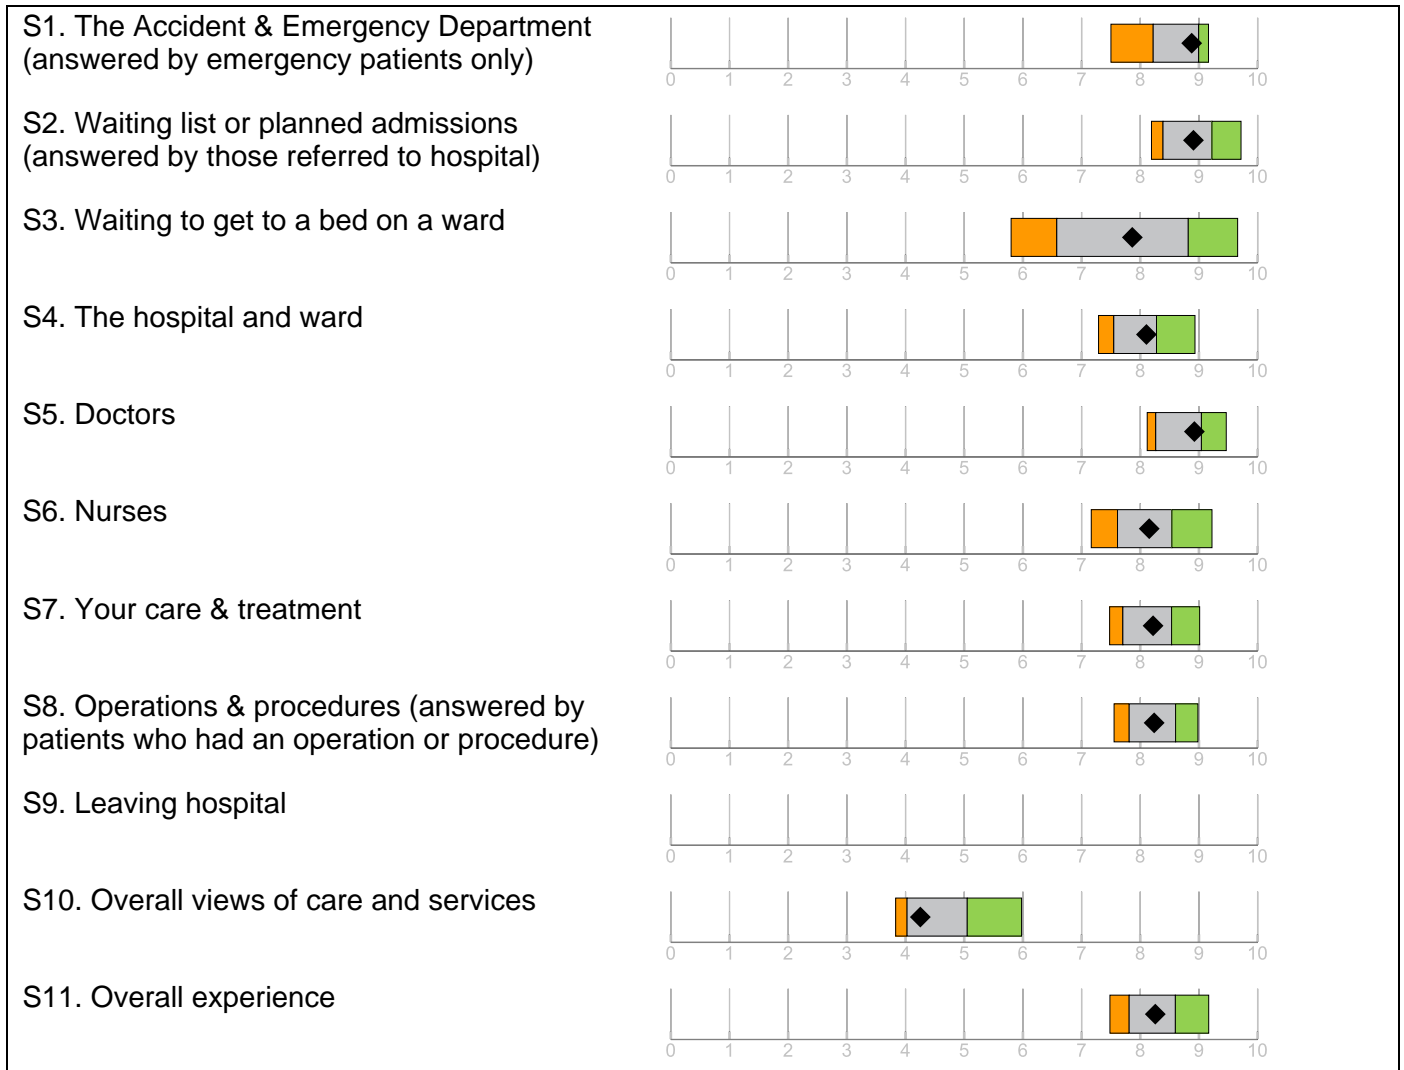 S1. The Accident & Emergency Department
(answered by emergency patients only)
0 1 2 3 4 5 6 7 8 9 10
S2. Waiting list or planned admissions
(answered by those referred to hospital)
0 1 2 3 4 5 6 7 8 9 10
S3. Waiting to get to a bed on a ward
0 1 2 3 4 5 6 7 8 9 10
S4. The hospital and ward
0 1 2 3 4 5 6 7 8 9 10
S5. Doctors
0 1 2 3 4 5 6 7 8 9 10
S6. Nurses
0 1 2 3 4 5 6 7 8 9 10
S7. Your care & treatment
0 1 2 3 4 5 6 7 8 9 10
S8. Operations & procedures (answered by
patients who had an operation or procedure)
0 1 2 3 4 5 6 7 8 9 10
S9. Leaving hospital
0 1 2 3 4 5 6 7 8 9 10
S10. Overall views of care and services
0 1 2 3 4 5 6 7 8 9 10
S11. Overall experience
0 1 2 3 4 5 6 7 8 9 10